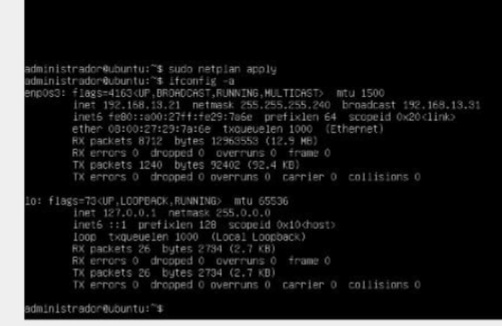 administrador@ubuntu:~$ sudo netplan apply
administrador@ubuntu:~$ ifconfig -a
enp0s3: flags=4163<UP,BROADCAST,RUNNING,MULTICAST>  mtu 1500
        inet 192.168.13.21  netmask 255.255.255.240  broadcast 192.168.13.31
        inet6 fe80::a00:27ff:fe29:7a6e  prefixlen 64  scopeid 0x20<link>
        ether 08:00:27:29:7a:6e  txqueuelen 1000  (Ethernet)
        RX packets 8712  bytes 12963553 (12.9 MB)
        RX errors 0  dropped 0  overruns 0  frame 0
        TX packets 1240  bytes 92402 (92.4 KB)
        TX errors 0  dropped 0 overruns 0  carrier 0  collisions 0

lo: flags=73<UP,LOOPBACK,RUNNING>  mtu 65536
        inet 127.0.0.1  netmask 255.0.0.0
        inet6 ::1  prefixlen 128  scopeid 0x10<host>
        loop  txqueuelen 1000  (Local Loopback)
        RX packets 26  bytes 2734 (2.7 KB)
        RX errors 0  dropped 0  overruns 0  frame 0
        TX packets 26  bytes 2734 (2.7 KB)
        TX errors 0  dropped 0 overruns 0  carrier 0  collisions 0

administrador@ubuntu:~$